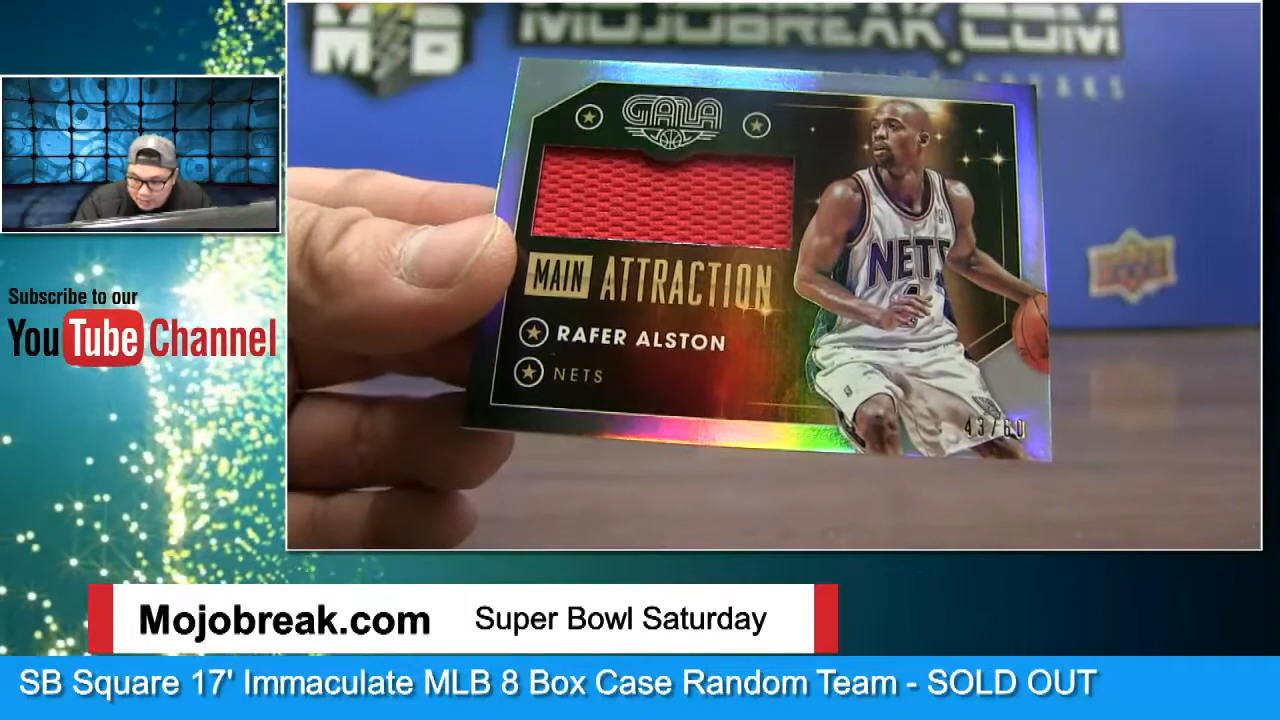 MOJOBREAK.COM
BREAKS
GALA
MAIN ATTRACTION
RAFER ALSTON
NETS
NETS
43/60
Subscribe to our
YouTube Channel
Mojobreak.com Super Bowl Saturday
SB Square 17' Immaculate MLB 8 Box Case Random Team - SOLD OUT